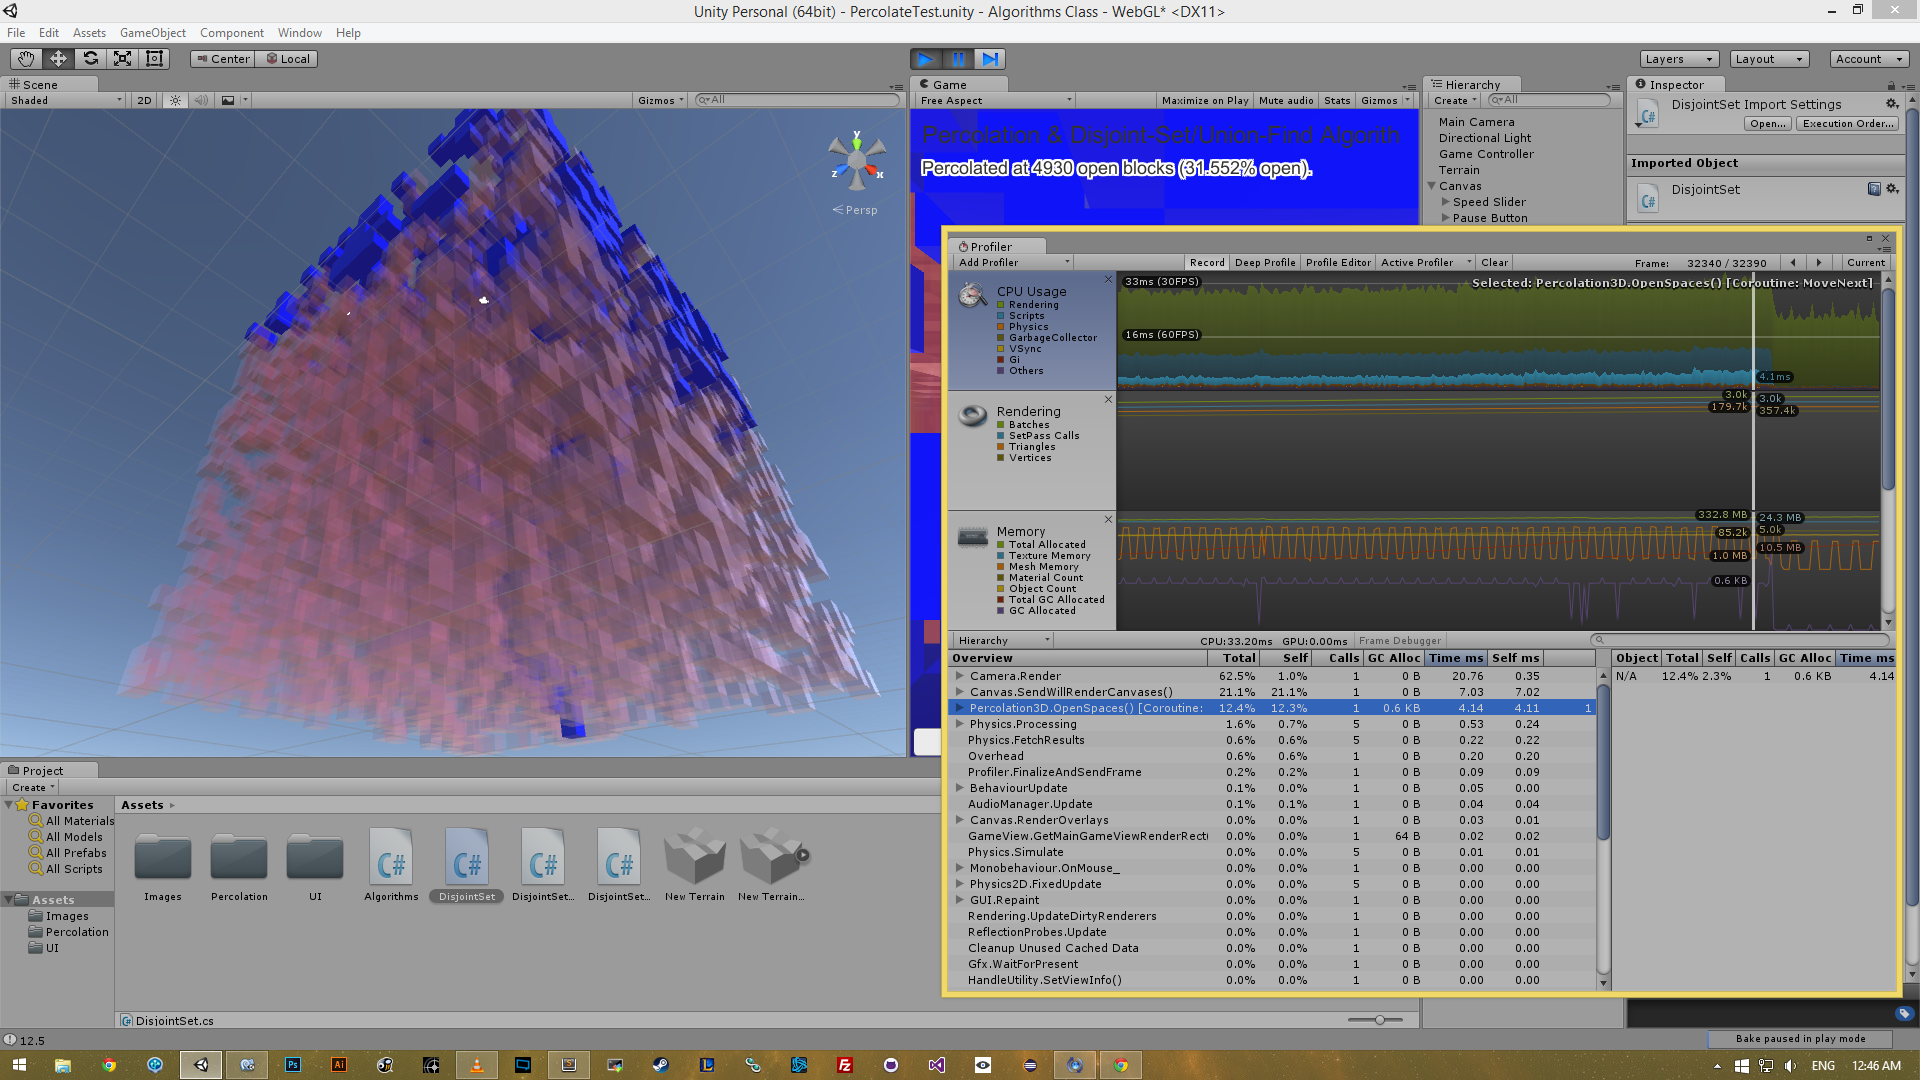 Unity Personal (64bit) - PercolateTest.unity - Algorithms Class - WebGL* <DX11>
File Edit Assets GameObject Component Window Help
Center Local
Layers Layout Account
Scene
Shaded 2D Gizmos All
y
z x
Persp
Game
Free Aspect Maximize on Play Mute audio Stats Gizmos
Percolation & Disjoint-Set/Union-Find Algorith
Percolated at 4930 open blocks (31.552% open).
Hierarchy
Create All
Main Camera
Directional Light
Game Controller
Terrain
Canvas
Speed Slider
Pause Button
Inspector
DisjointSet Import Settings
Open... Execution Order...
Imported Object
DisjointSet
Profiler
Add Profiler Record Deep Profile Profile Editor Active Profiler Clear Frame: 32340 / 32390 Current
CPU Usage
Rendering
Scripts
Physics
GarbageCollector
VSync
Gi
Others
33ms (30FPS)
Selected: Percolation3D.OpenSpaces() [Coroutine: MoveNext]
16ms (60FPS)
4.1ms
Rendering
Batches
SetPass Calls
Triangles
Vertices
3.0k 3.0k
179.7k 357.4k
Memory
Total Allocated
Texture Memory
Mesh Memory
Material Count
Object Count
Total GC Allocated
GC Allocated
332.8 MB 24.3 MB
85.2k 5.0k
1.0 MB 10.5 MB
0.6 KB
Hierarchy CPU:33.20ms GPU:0.00ms Frame Debugger
Overview Total Self Calls GC Alloc Time ms Self ms
Camera.Render 62.5% 1.0% 1 0 B 20.76 0.35
Canvas.SendWillRenderCanvases() 21.1% 21.1% 1 0 B 7.03 7.02
Percolation3D.OpenSpaces() [Coroutine: 12.4% 12.3% 1 0.6 KB 4.14 4.11 1
Physics.Processing 1.6% 0.7% 5 0 B 0.53 0.24
Physics.FetchResults 0.6% 0.6% 5 0 B 0.22 0.22
Overhead 0.6% 0.6% 1 0 B 0.20 0.20
Profiler.FinalizeAndSendFrame 0.2% 0.2% 1 0 B 0.09 0.09
BehaviourUpdate 0.1% 0.0% 1 0 B 0.05 0.00
AudioManager.Update 0.1% 0.1% 1 0 B 0.04 0.04
Canvas.RenderOverlays 0.0% 0.0% 1 0 B 0.03 0.01
GameView.GetMainGameViewRenderRect( 0.0% 0.0% 1 64 B 0.02 0.02
Physics.Simulate 0.0% 0.0% 5 0 B 0.01 0.01
Monobehaviour.OnMouse_ 0.0% 0.0% 1 0 B 0.00 0.00
Physics2D.FixedUpdate 0.0% 0.0% 5 0 B 0.00 0.00
GUI.Repaint 0.0% 0.0% 1 0 B 0.00 0.00
Rendering.UpdateDirtyRenderers 0.0% 0.0% 1 0 B 0.00 0.00
ReflectionProbes.Update 0.0% 0.0% 1 0 B 0.00 0.00
Cleanup Unused Cached Data 0.0% 0.0% 1 0 B 0.00 0.00
Gfx.WaitForPresent 0.0% 0.0% 1 0 B 0.00 0.00
HandleUtility.SetViewInfo() 0.0% 0.0% 1 0 B 0.00 0.00
Object Total Self Calls GC Alloc Time ms
N/A 12.4% 2.3% 1 0.6 KB 4.14
Project
Create
Favorites
All Materials
All Models
All Prefabs
All Scripts
Assets
Images
Percolation
UI
Assets
C# C# C# C#
Images Percolation UI Algorithms DisjointSet DisjointSet... DisjointSet... New Terrain New Terrain...
DisjointSet.cs
12.5
Bake paused in play mode
Ps Ai
ENG 12:46 AM